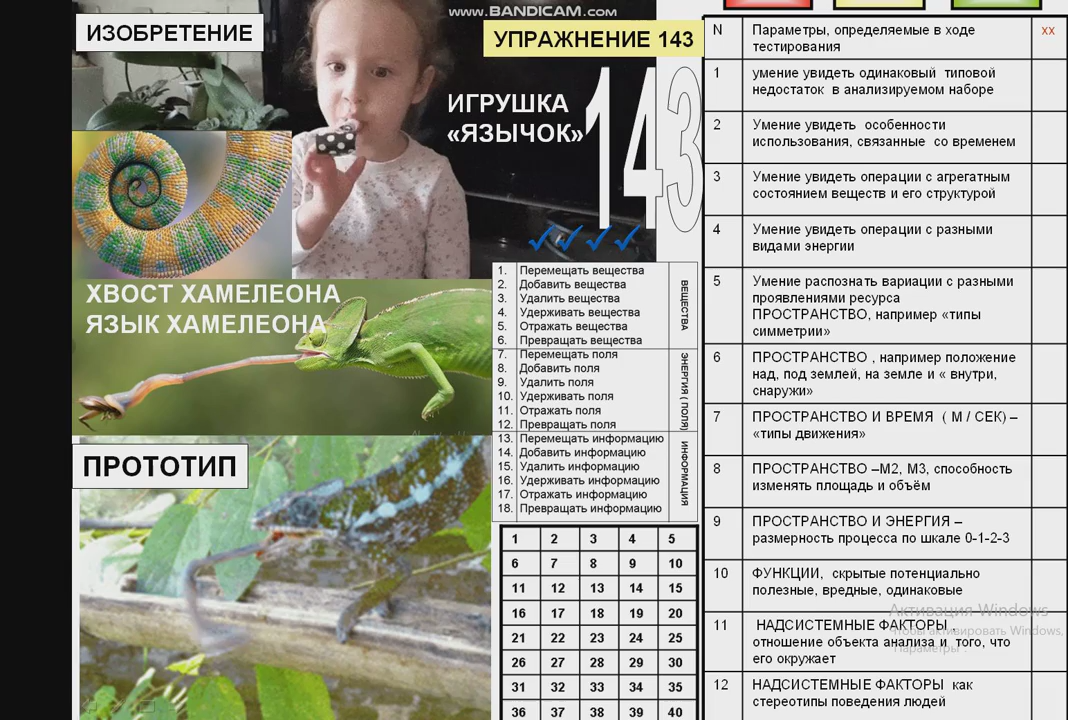 www.BANDICAM.com
ИЗОБРЕТЕНИЕ
УПРАЖНЕНИЕ 143
ИГРУШКА
«ЯЗЫЧОК»
143
ХВОСТ ХАМЕЛЕОНА
ЯЗЫК ХАМЕЛЕОНА
ПРОТОТИП
1. Перемещать вещества
2. Добавить вещества
3. Удалить вещества
4. Удерживать вещества
5. Отражать вещества
6. Превращать вещества
ВЕЩЕСТВА
7. Перемещать поля
8. Добавить поля
9. Удалить поля
10. Удерживать поля
11. Отражать поля
12. Превращать поля
ЭНЕРГИЯ ( ПОЛЯ)
13. Перемещать информацию
14. Добавить информацию
15. Удалить информацию
16. Удерживать информацию
17. Отражать информацию
18. Превращать информацию
ИНФОРМАЦИЯ
1 2 3 4 5
6 7 8 9 10
11 12 13 14 15
16 17 18 19 20
21 22 23 24 25
26 27 28 29 30
31 32 33 34 35
36 37 38 39 40
N Параметры, определяемые в ходе xx
тестирования
1 умение увидеть одинаковый типовой
недостаток в анализируемом наборе
2 Умение увидеть особенности
использования, связанные со временем
3 Умение увидеть операции с агрегатным
состоянием веществ и его структурой
4 Умение увидеть операции с разными
видами энергии
5 Умение распознать вариации с разными
проявлениями ресурса
ПРОСТРАНСТВО, например «типы
симметрии»
6 ПРОСТРАНСТВО , например положение
над, под землей, на земле и « внутри,
снаружи»
7 ПРОСТРАНСТВО И ВРЕМЯ ( М / СЕК) –
«типы движения»
8 ПРОСТРАНСТВО –М2, М3, способность
изменять площадь и объём
9 ПРОСТРАНСТВО И ЭНЕРГИЯ –
размерность процесса по шкале 0-1-2-3
10 ФУНКЦИИ, скрытые потенциально
полезные, вредные, одинаковые
11 НАДСИСТЕМНЫЕ ФАКТОРЫ ,
отношение объекта анализа и того, что
его окружает
12 НАДСИСТЕМНЫЕ ФАКТОРЫ как
стереотипы поведения людей
Активация Windows
Чтобы активировать Windows,
"Параметры".